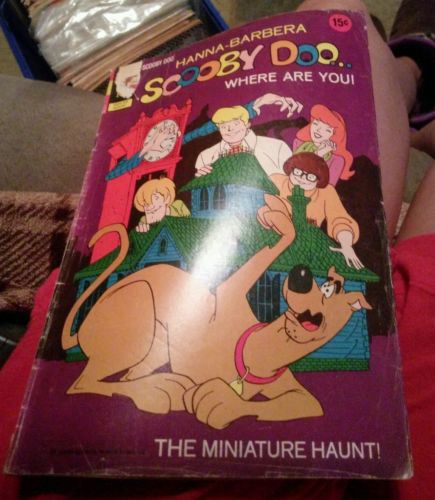 SCOOBY DOO
HANNA-BARBERA
15¢
SCOOBY DOO...
WHERE ARE YOU!
THE MINIATURE HAUNT!